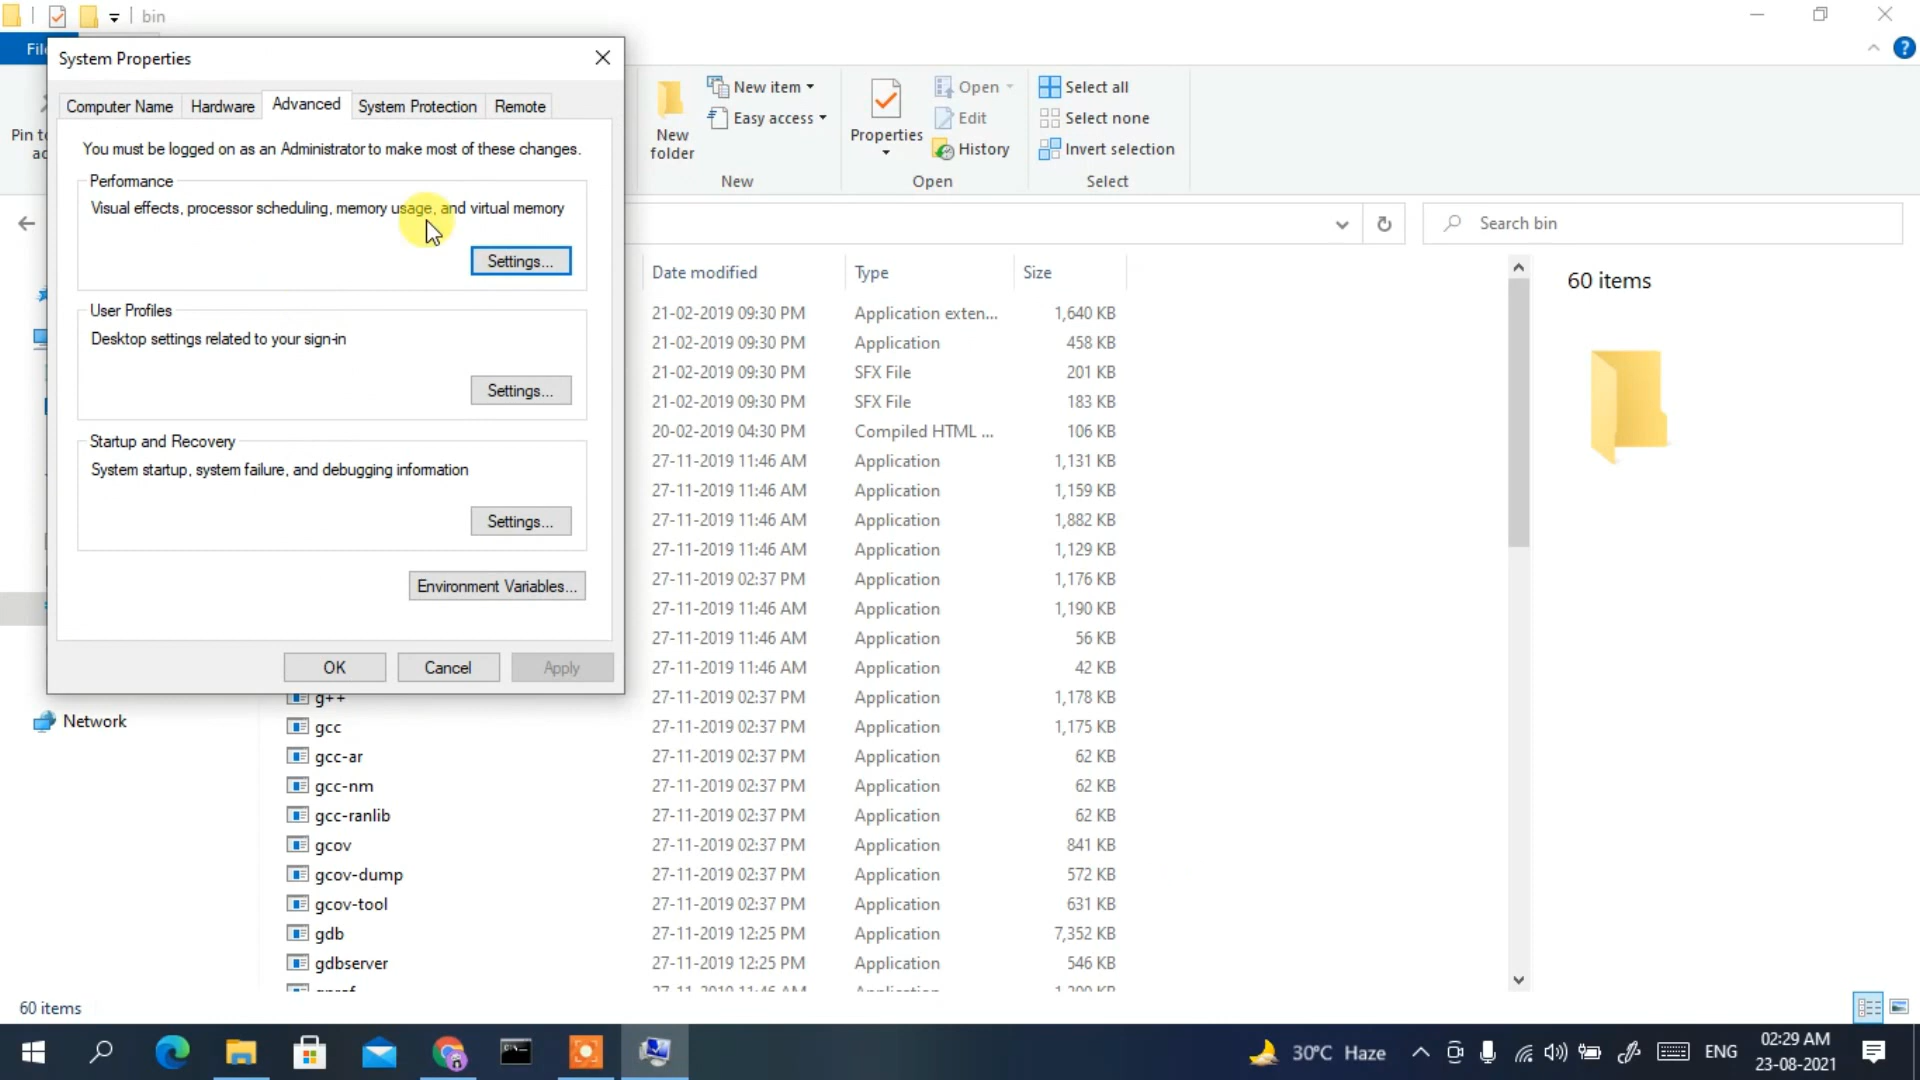 bin
File
System Properties
Computer Name
Hardware
Advanced
System Protection
Remote
You must be logged on as an Administrator to make most of these changes.
Performance
Visual effects, processor scheduling, memory usage, and virtual memory
Settings...
User Profiles
Desktop settings related to your sign-in
Settings...
Startup and Recovery
System startup, system failure, and debugging information
Settings...
Environment Variables...
OK
Cancel
Apply
Pin to
New folder
New item
Easy access
New
Properties
Open
Edit
History
Open
Select all
Select none
Invert selection
Select
Search bin
Date modified Type Size
21-02-2019 09:30 PM Application exten... 1,640 KB
21-02-2019 09:30 PM Application 458 KB
21-02-2019 09:30 PM SFX File 201 KB
21-02-2019 09:30 PM SFX File 183 KB
20-02-2019 04:30 PM Compiled HTML ... 106 KB
27-11-2019 11:46 AM Application 1,131 KB
27-11-2019 11:46 AM Application 1,159 KB
27-11-2019 11:46 AM Application 1,882 KB
27-11-2019 11:46 AM Application 1,129 KB
27-11-2019 02:37 PM Application 1,176 KB
27-11-2019 11:46 AM Application 1,190 KB
27-11-2019 11:46 AM Application 56 KB
27-11-2019 11:46 AM Application 42 KB
g++ 27-11-2019 02:37 PM Application 1,178 KB
gcc 27-11-2019 02:37 PM Application 1,175 KB
gcc-ar 27-11-2019 02:37 PM Application 62 KB
gcc-nm 27-11-2019 02:37 PM Application 62 KB
gcc-ranlib 27-11-2019 02:37 PM Application 62 KB
gcov 27-11-2019 02:37 PM Application 841 KB
gcov-dump 27-11-2019 02:37 PM Application 572 KB
gcov-tool 27-11-2019 02:37 PM Application 631 KB
gdb 27-11-2019 12:25 PM Application 7,352 KB
gdbserver 27-11-2019 12:25 PM Application 546 KB
60 items
Network
60 items
30°C Haze
ENG
02:29 AM
23-08-2021